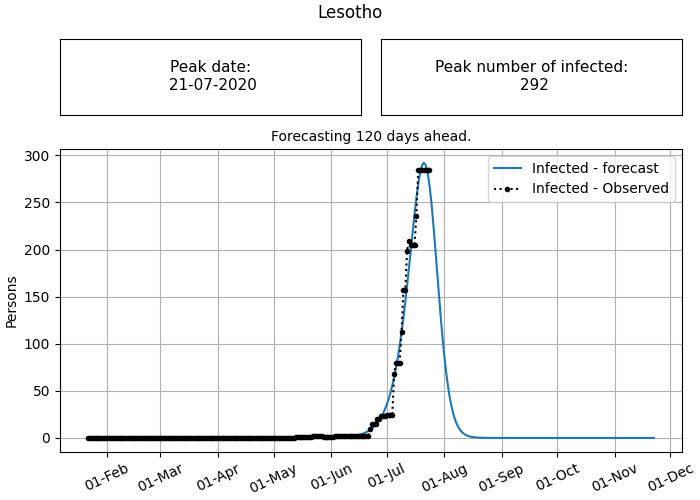 Lesotho
Peak date:
21-07-2020
Peak number of infected:
292
Forecasting 120 days ahead.
Infected - forecast
Infected - Observed
Persons
300
250
200
150
100
50
0
01-Feb
01-Mar
01-Apr
01-May
01-Jun
01-Jul
01-Aug
01-Sep
01-Oct
01-Nov
01-Dec